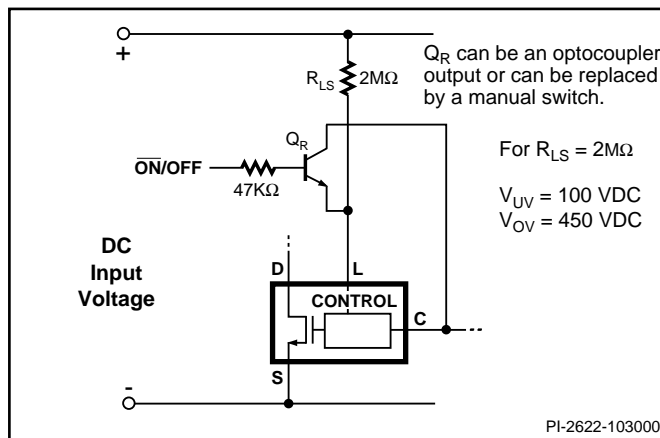 +
R_LS 2MΩ
Q_R can be an optocoupler
output or can be replaced
by a manual switch.
Q_R
For R_LS = 2MΩ
ON/OFF
47KΩ
V_UV = 100 VDC
V_OV = 450 VDC
DC
Input
Voltage
D
L
CONTROL
C
S
-
PI-2622-103000